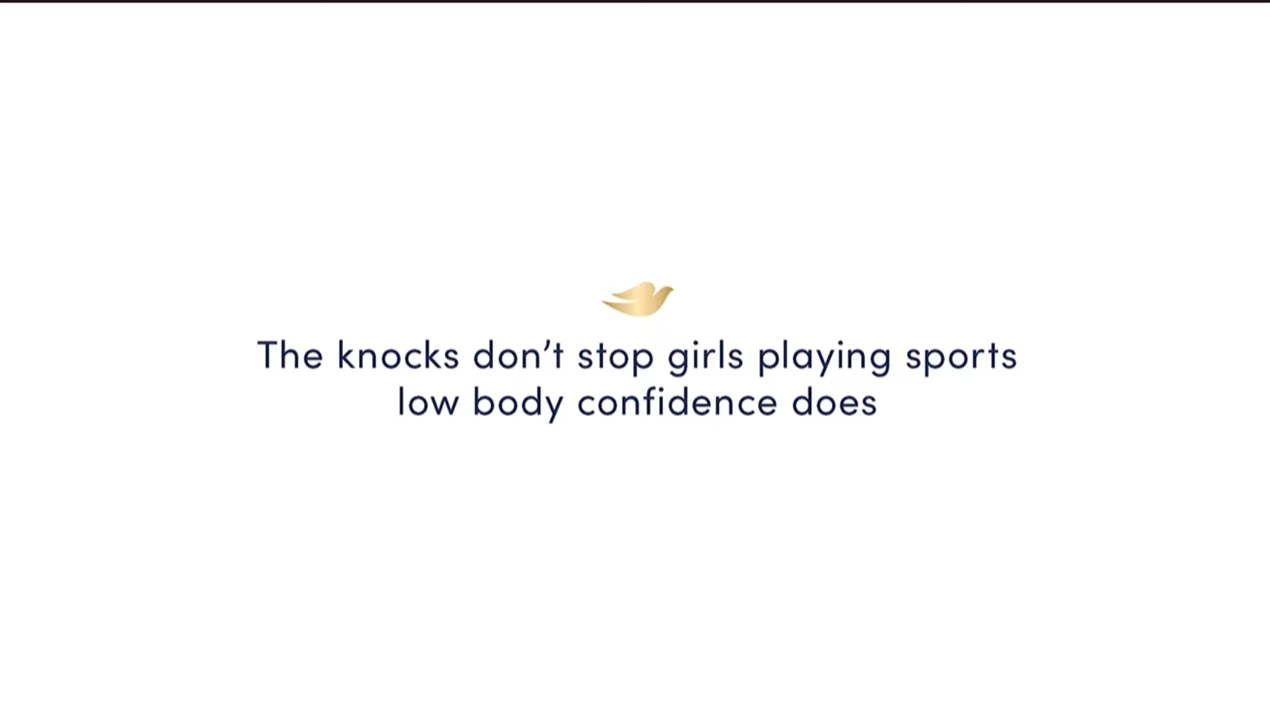 The knocks don’t stop girls playing sports
low body confidence does